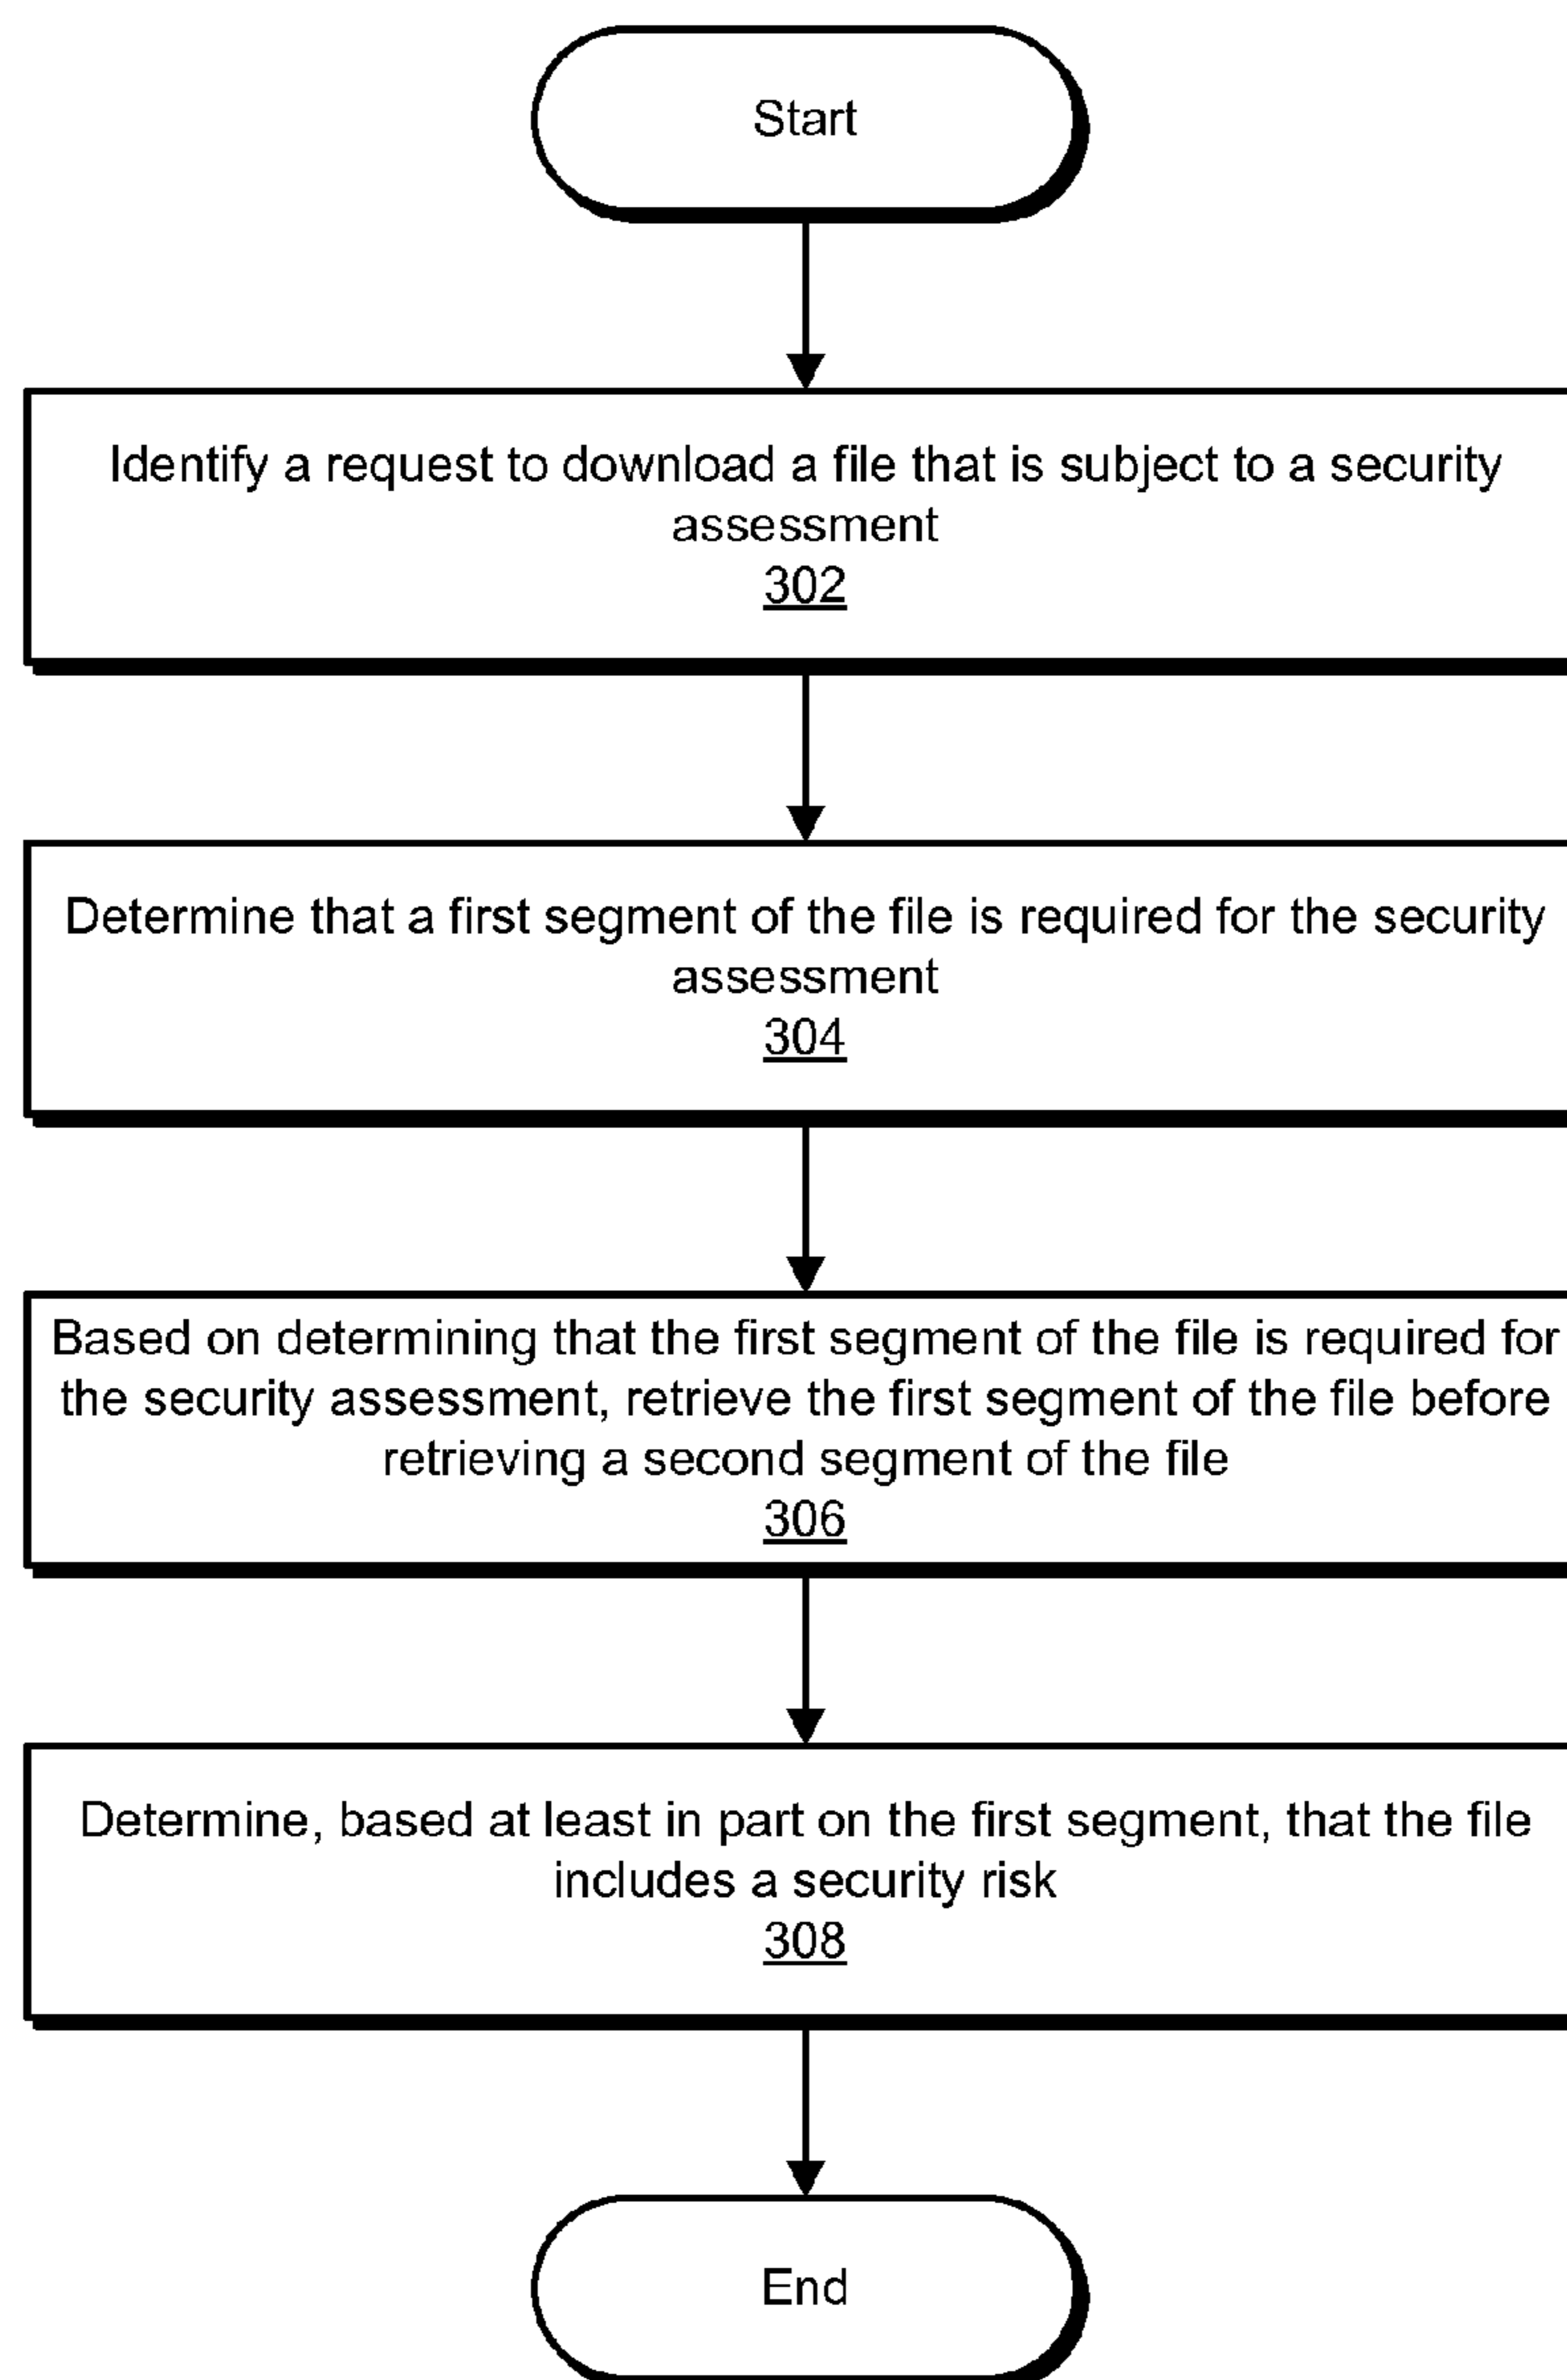 Start
Identify a request to download a file that is subject to a security
assessment
302
Determine that a first segment of the file is required for the security
assessment
304
Based on determining that the first segment of the file is required for
the security assessment, retrieve the first segment of the file before
retrieving a second segment of the file
306
Determine, based at least in part on the first segment, that the file
includes a security risk
308
End